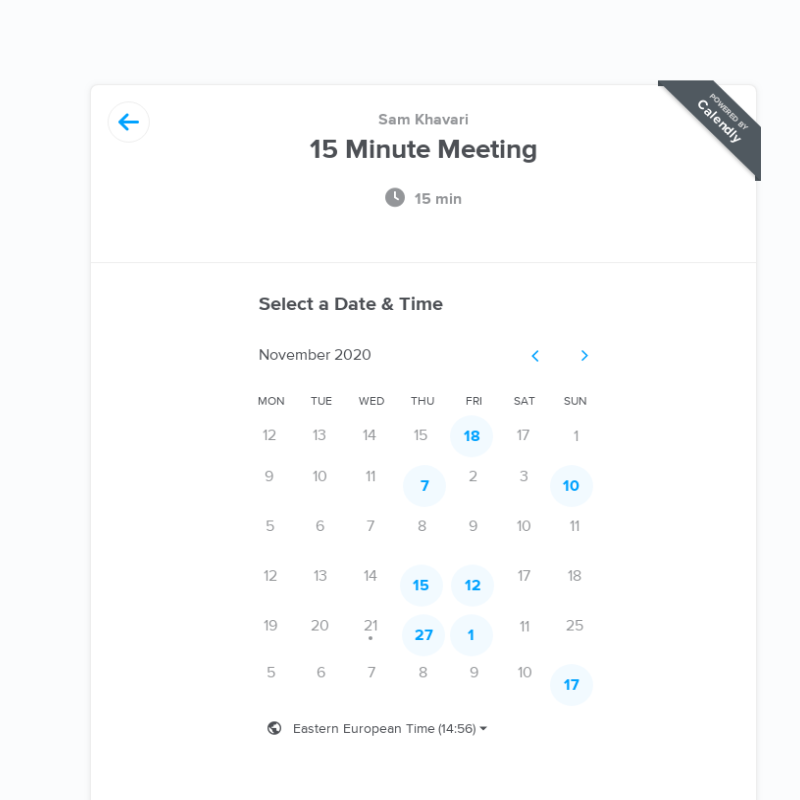 POWERED BY
Calendly
Sam Khavari
15 Minute Meeting
15 min
Select a Date & Time
November 2020
MON TUE WED THU FRI SAT SUN
12 13 14 15 18 17 1
9 10 11 7 2 3 10
5 6 7 8 9 10 11
12 13 14 15 12 17 18
19 20 21 27 1 11 25
5 6 7 8 9 10 17
Eastern European Time (14:56)